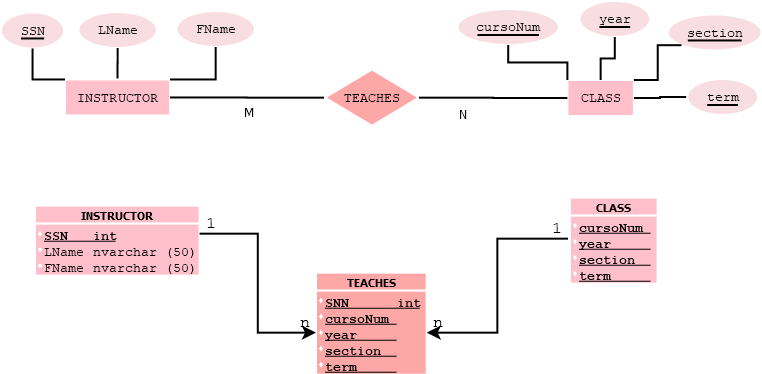 SSN
LName
FName
cursoNum
year
section
term
INSTRUCTOR
TEACHES
CLASS
M
N
INSTRUCTOR
SSN int
LName nvarchar (50)
FName nvarchar (50)
1
CLASS
cursoNum
year
section
term
1
TEACHES
SNN int
cursoNum
year
section
term
n
n